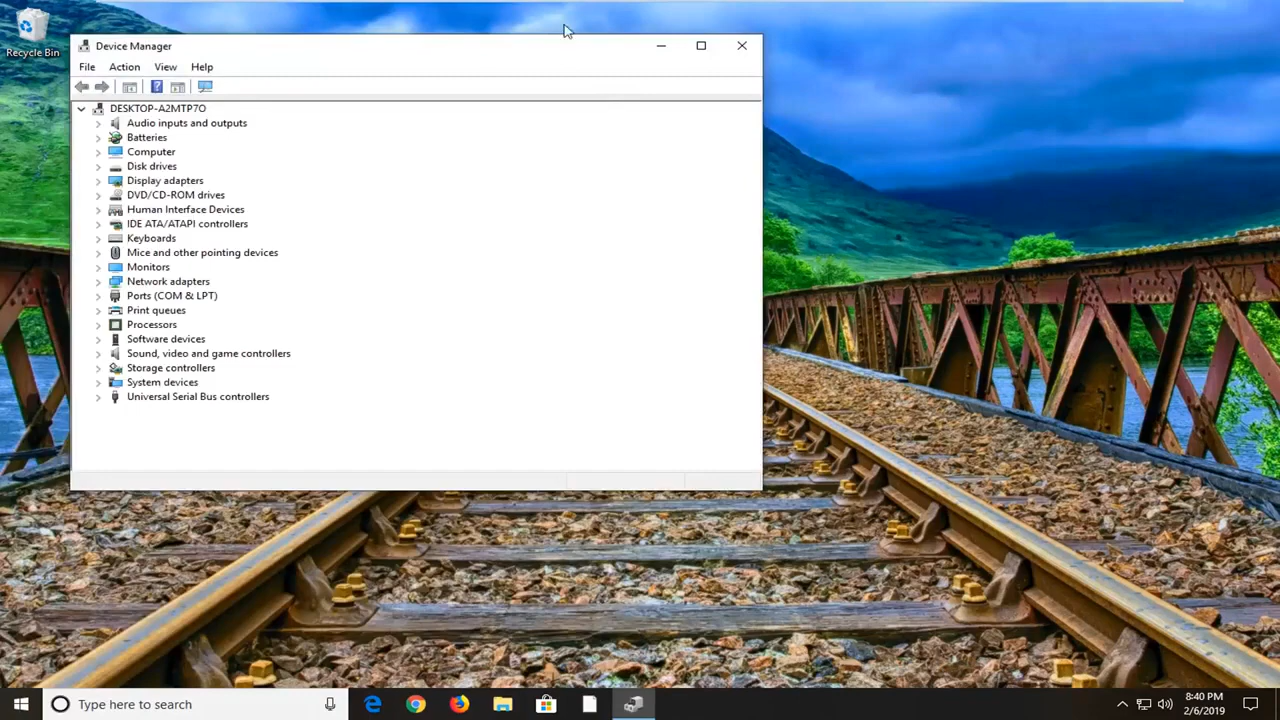 Recycle Bin
Device Manager
File Action View Help
DESKTOP-A2MTP7O
Audio inputs and outputs
Batteries
Computer
Disk drives
Display adapters
DVD/CD-ROM drives
Human Interface Devices
IDE ATA/ATAPI controllers
Keyboards
Mice and other pointing devices
Monitors
Network adapters
Ports (COM & LPT)
Print queues
Processors
Software devices
Sound, video and game controllers
Storage controllers
System devices
Universal Serial Bus controllers
Type here to search
8:40 PM
2/6/2019